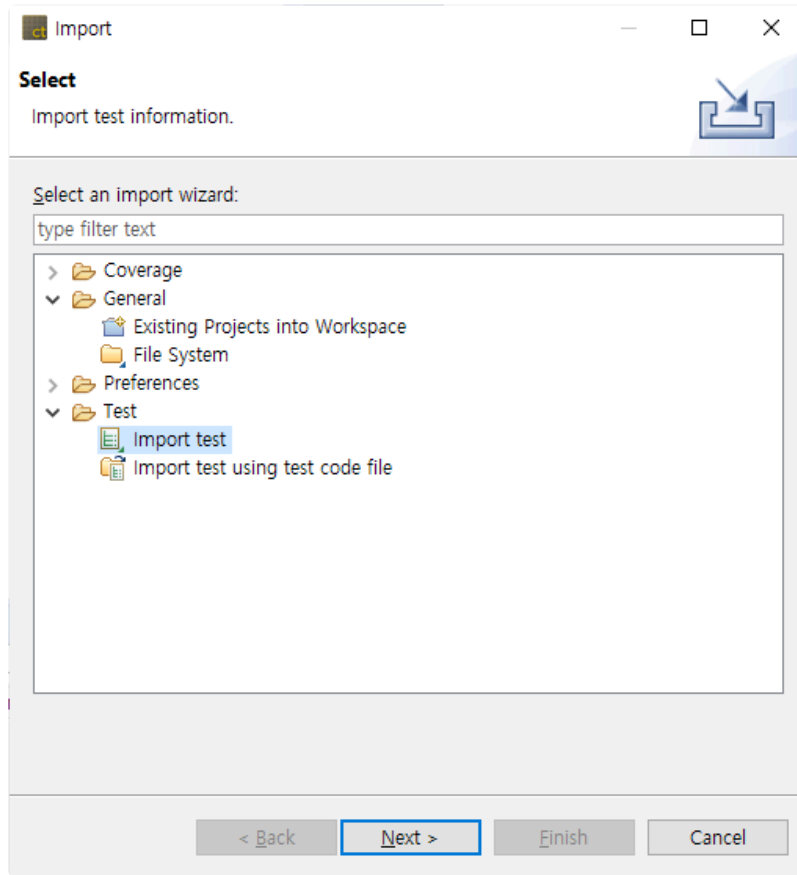 ct Import
Select
Import test information.
Select an import wizard:
type filter text
Coverage
General
Existing Projects into Workspace
File System
Preferences
Test
Import test
Import test using test code file
< Back Next > Finish Cancel